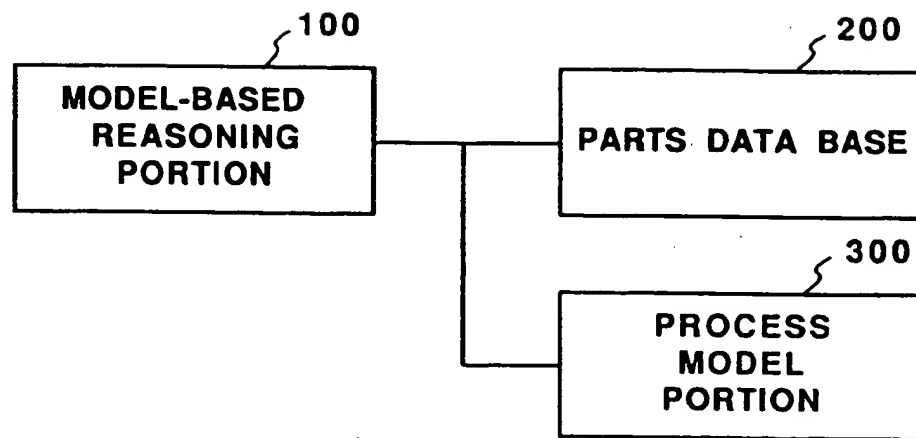 100
MODEL-BASED
REASONING
PORTION
200
PARTS DATA BASE
300
PROCESS
MODEL
PORTION